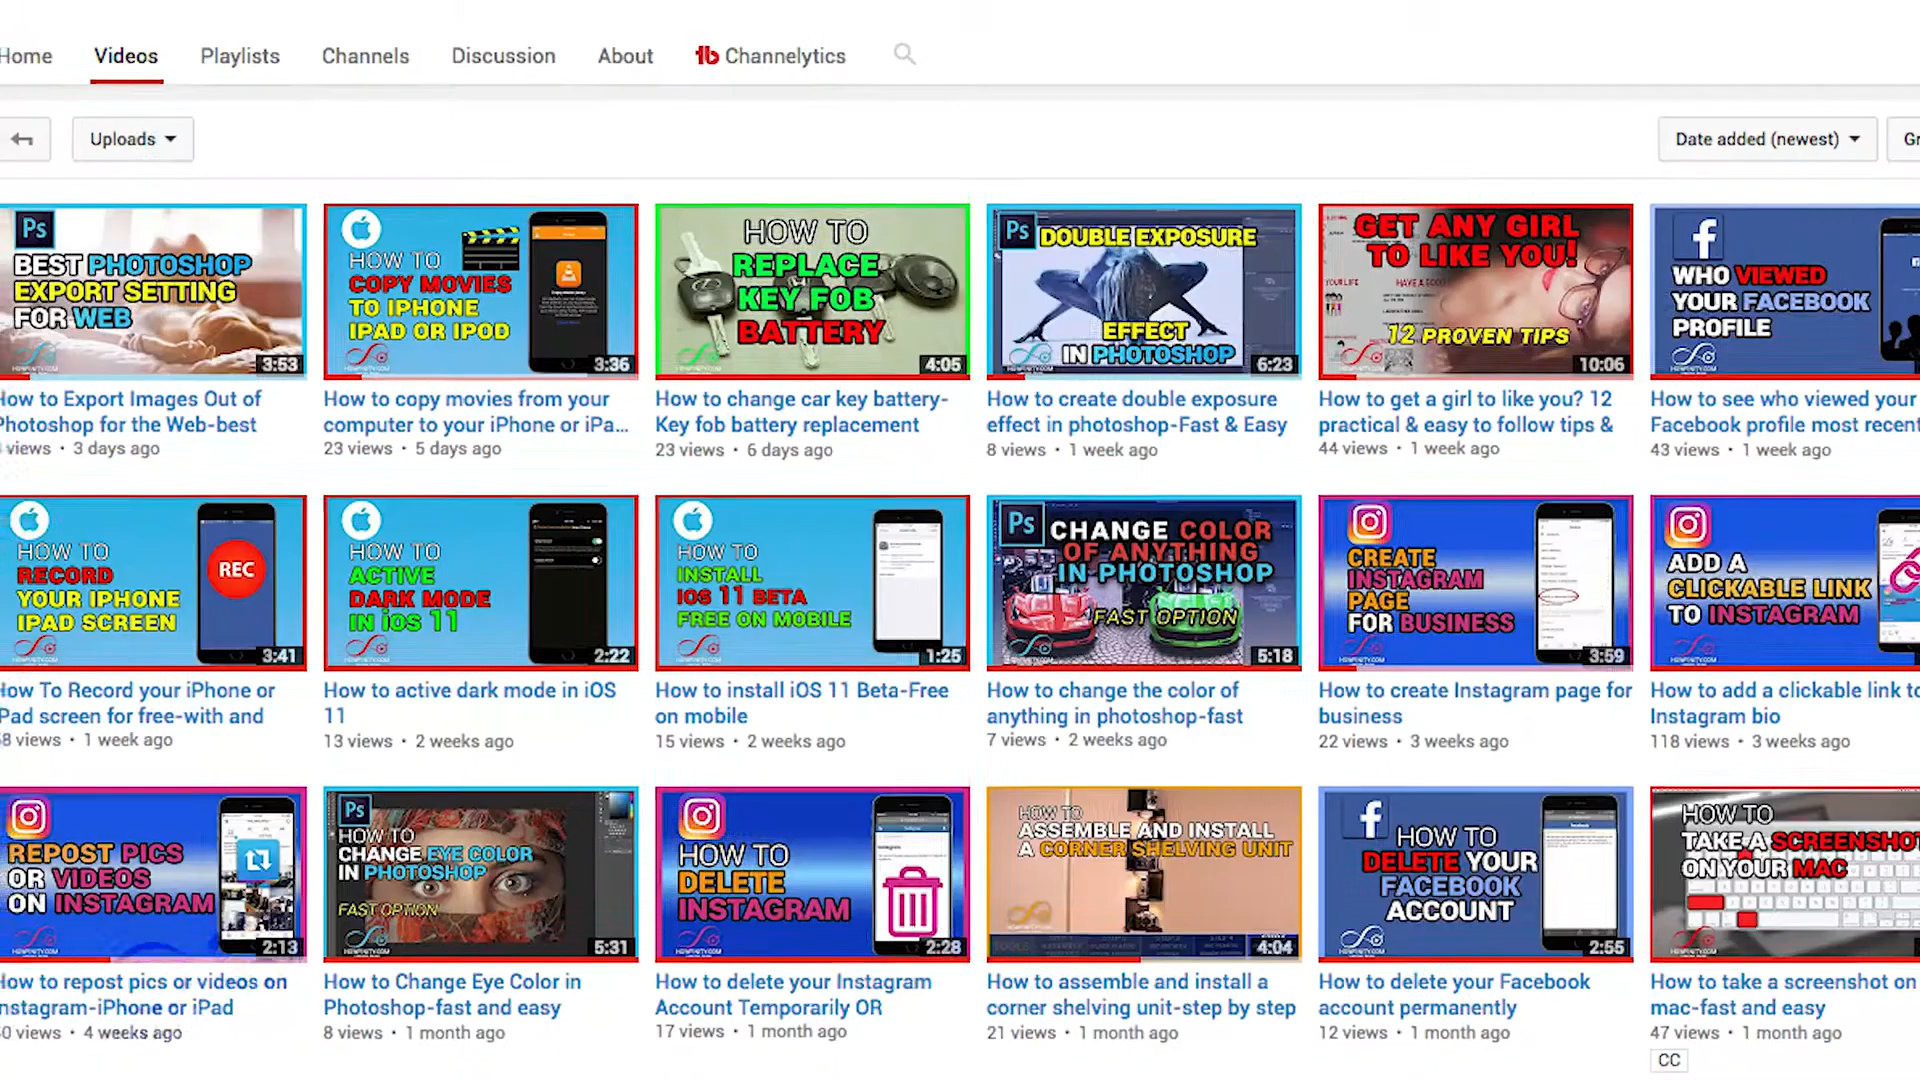 Home Videos Playlists Channels Discussion About Channelytics
Uploads
Date added (newest)
Ps
BEST PHOTOSHOP
EXPORT SETTING
FOR WEB
3:53
How to Export Images Out of
Photoshop for the Web-best
views • 3 days ago
HOW TO
COPY MOVIES
TO IPHONE
IPAD OR IPOD
3:36
How to copy movies from your
computer to your iPhone or iPa...
23 views • 5 days ago
HOW TO
REPLACE
KEY FOB
BATTERY
4:05
How to change car key battery-
Key fob battery replacement
23 views • 6 days ago
Ps
DOUBLE EXPOSURE
EFFECT
IN PHOTOSHOP
6:23
How to create double exposure
effect in photoshop-Fast & Easy
8 views • 1 week ago
GET ANY GIRL
TO LIKE YOU!
12 PROVEN TIPS
10:06
How to get a girl to like you? 12
practical & easy to follow tips &
44 views • 1 week ago
WHO VIEWED
YOUR FACEBOOK
PROFILE
How to see who viewed your
Facebook profile most recent
43 views • 1 week ago
HOW TO
RECORD
YOUR IPHONE
IPAD SCREEN
REC
3:41
How To Record your iPhone or
iPad screen for free-with and
8 views • 1 week ago
HOW TO
ACTIVE
DARK MODE
IN iOS 11
2:22
How to active dark mode in iOS
11
13 views • 2 weeks ago
HOW TO
INSTALL
IOS 11 BETA
FREE ON MOBILE
1:25
How to install iOS 11 Beta-Free
on mobile
15 views • 2 weeks ago
Ps
CHANGE COLOR
OF ANYTHING
IN PHOTOSHOP
FAST OPTION
5:18
How to change the color of
anything in photoshop-fast
7 views • 2 weeks ago
CREATE
INSTAGRAM
PAGE
FOR BUSINESS
3:59
How to create Instagram page for
business
22 views • 3 weeks ago
ADD A
CLICKABLE LINK
TO INSTAGRAM
How to add a clickable link to
Instagram bio
118 views • 3 weeks ago
REPOST PICS
OR VIDEOS
ON INSTAGRAM
2:13
How to repost pics or videos on
Instagram-iPhone or iPad
0 views • 4 weeks ago
Ps
HOW TO
CHANGE EYE COLOR
IN PHOTOSHOP
FAST OPTION
5:31
How to Change Eye Color in
Photoshop-fast and easy
8 views • 1 month ago
HOW TO
DELETE
INSTAGRAM
2:28
How to delete your Instagram
Account Temporarily OR
17 views • 1 month ago
HOW TO
ASSEMBLE AND INSTALL
A CORNER SHELVING UNIT
4:04
How to assemble and install a
corner shelving unit-step by step
21 views • 1 month ago
HOW TO
DELETE YOUR
FACEBOOK
ACCOUNT
2:55
How to delete your Facebook
account permanently
12 views • 1 month ago
HOW TO
TAKE A SCREENSHOT
ON YOUR MAC
How to take a screenshot on
mac-fast and easy
47 views • 1 month ago
CC